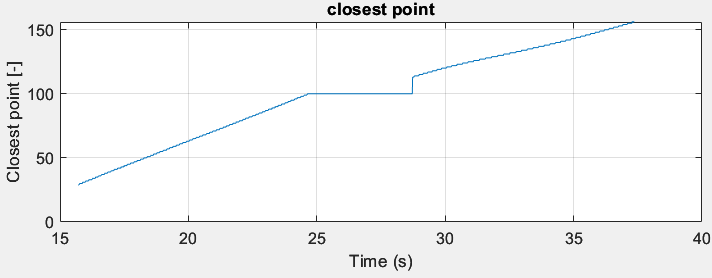 closest point
150
100
50
0
Closest point [-]
15 20 25 30 35 40
Time (s)